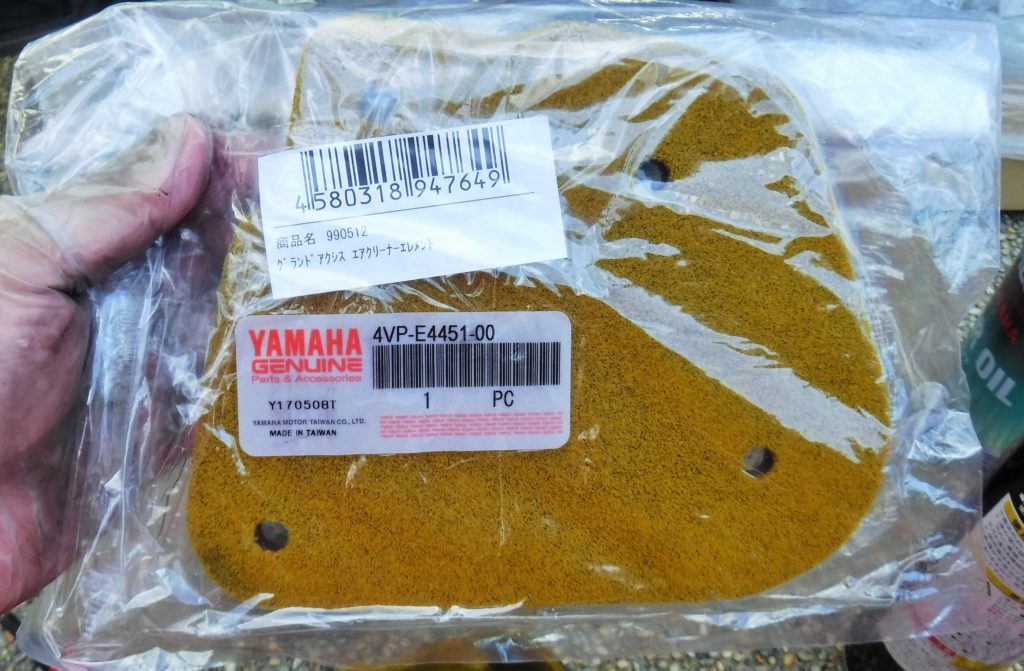 4580318947649
商品名 990512
ｸﾞﾗﾝﾄﾞｱｸｼｽ ｴｱｸﾘｰﾅｰｴﾚﾒﾝﾄ
YAMAHA
GENUINE
Parts & Accessories
4VP-E4451-00
1 PC
Y170508T
YAMAHA MOTOR TAIWAN CO., LTD.
MADE IN TAIWAN
OIL